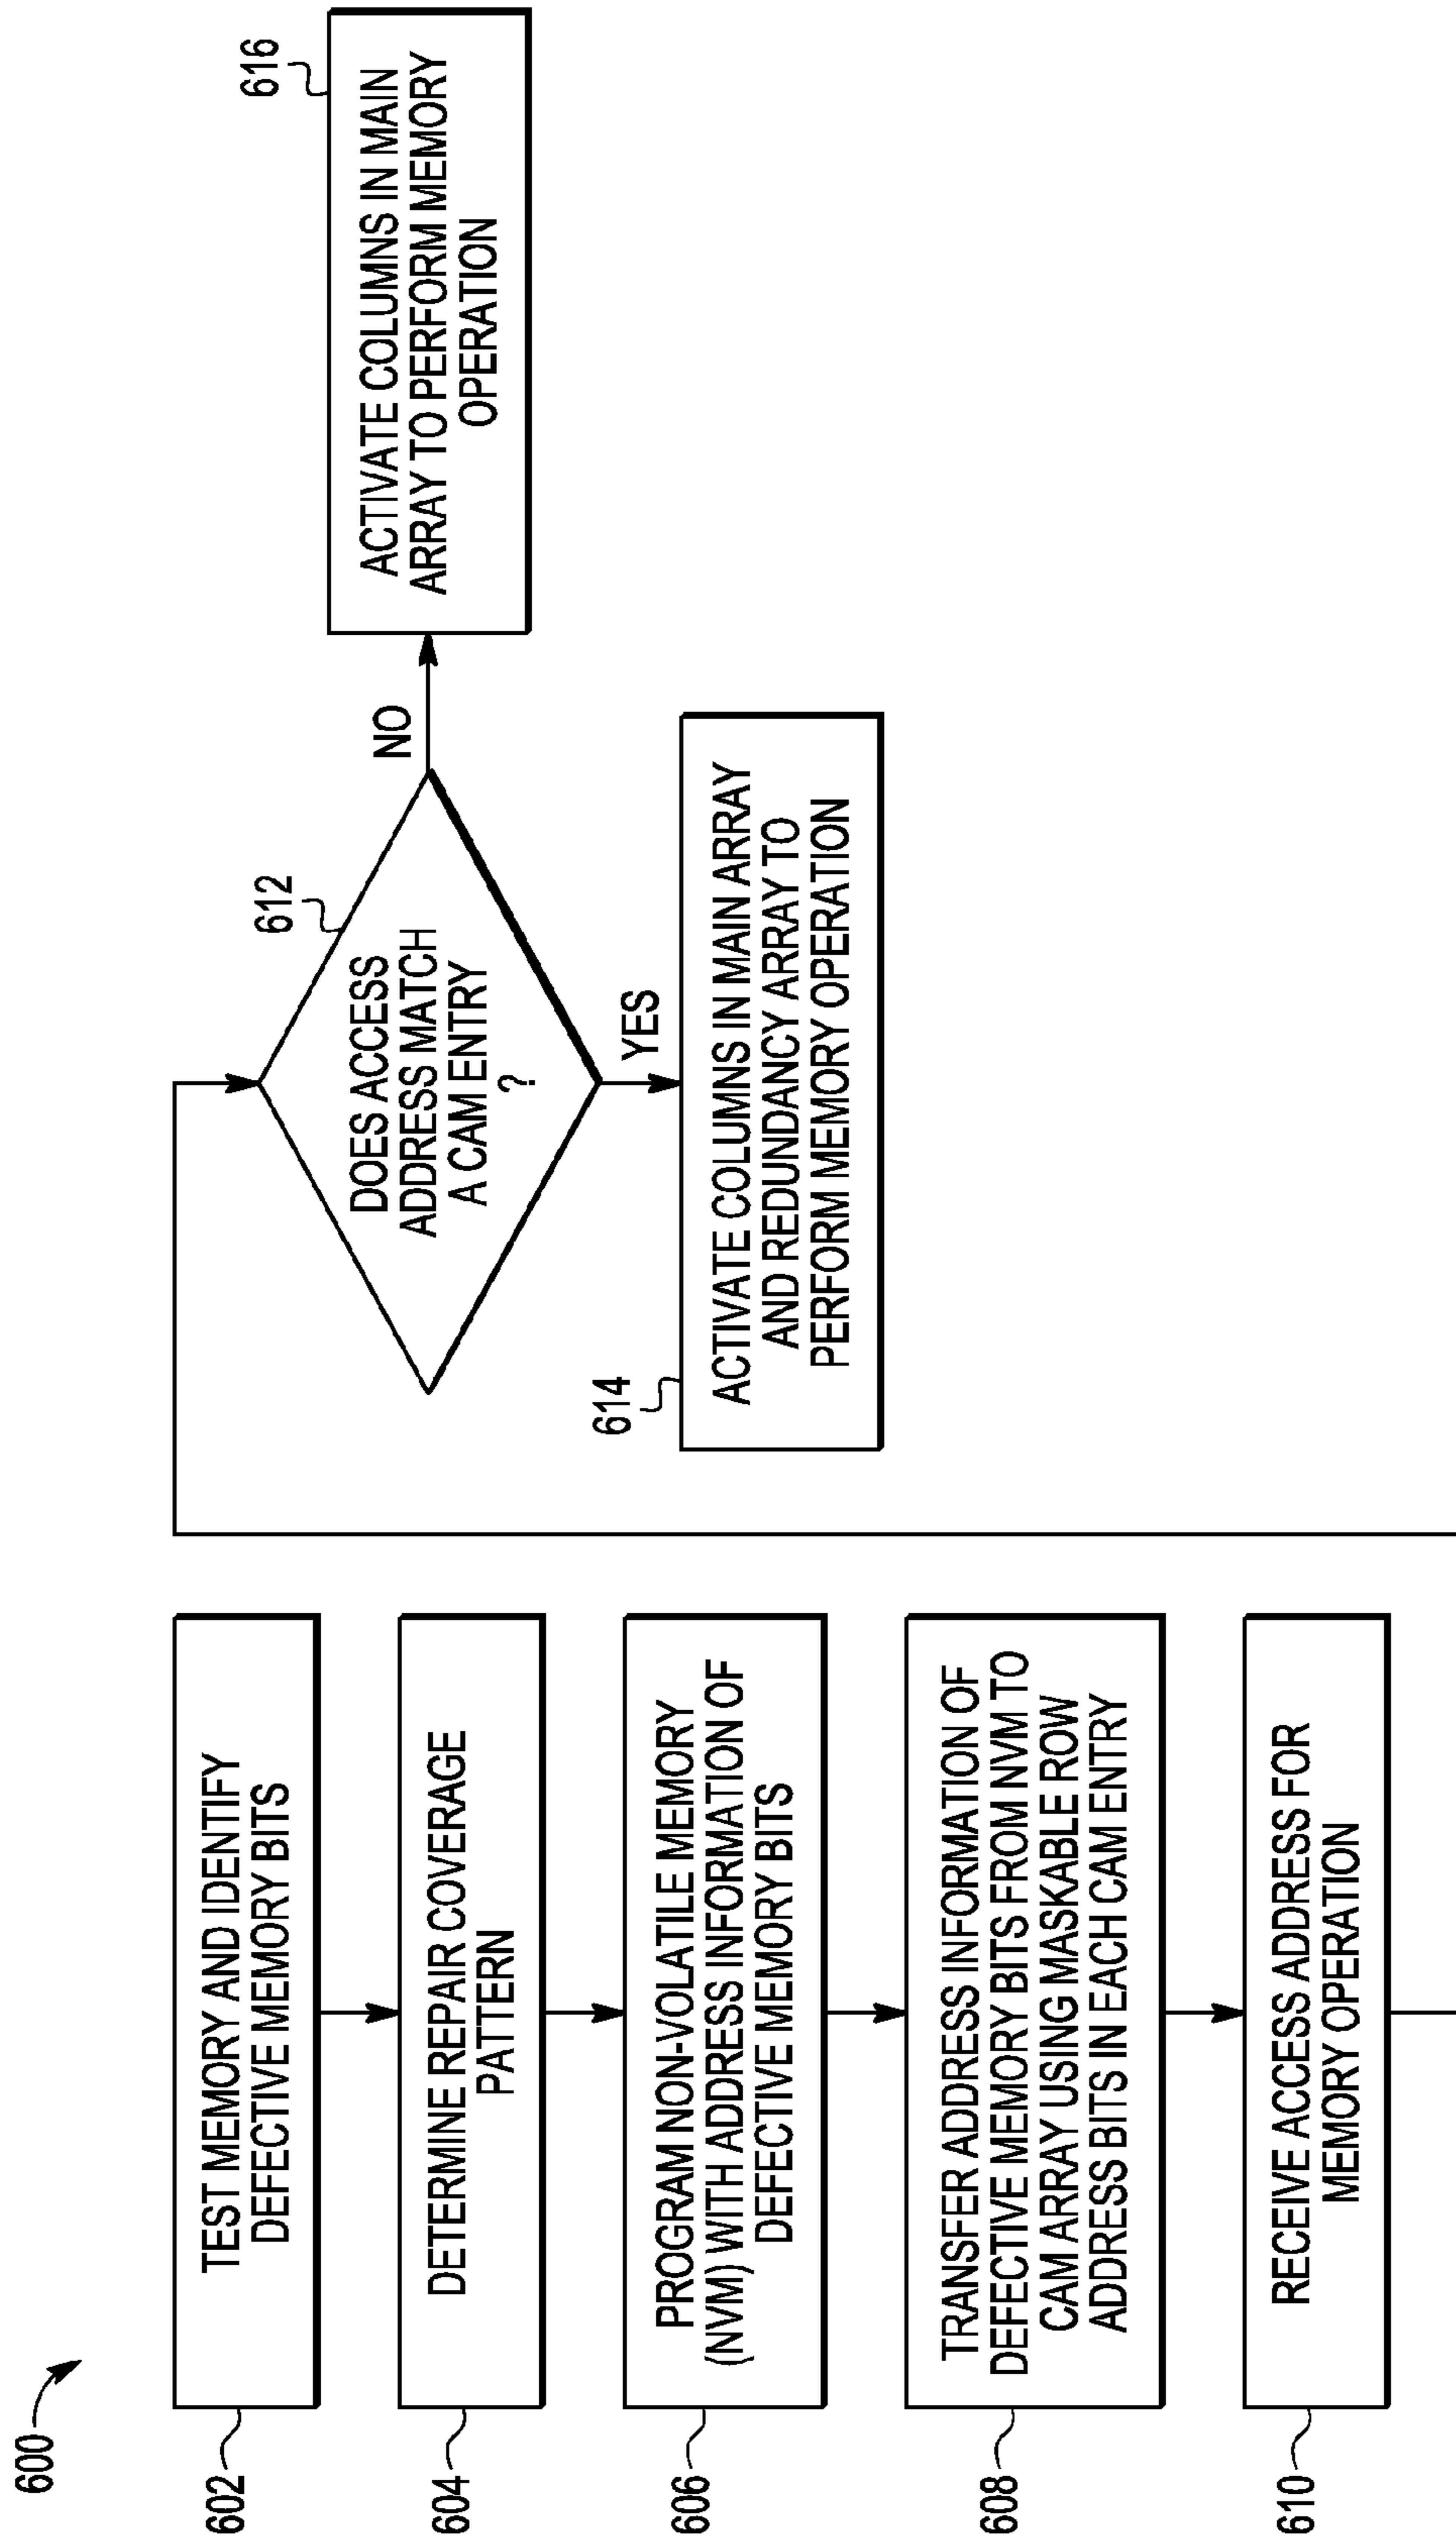 600
602
TEST MEMORY AND IDENTIFY
DEFECTIVE MEMORY BITS
604
DETERMINE REPAIR COVERAGE
PATTERN
606
PROGRAM NON-VOLATILE MEMORY
(NVM) WITH ADDRESS INFORMATION OF
DEFECTIVE MEMORY BITS
608
TRANSFER ADDRESS INFORMATION OF
DEFECTIVE MEMORY BITS FROM NVM TO
CAM ARRAY USING MASKABLE ROW
ADDRESS BITS IN EACH CAM ENTRY
610
RECEIVE ACCESS ADDRESS FOR
MEMORY OPERATION
612
DOES ACCESS
ADDRESS MATCH
A CAM ENTRY
?
NO
616
ACTIVATE COLUMNS IN MAIN
ARRAY TO PERFORM MEMORY
OPERATION
YES
614
ACTIVATE COLUMNS IN MAIN ARRAY
AND REDUNDANCY ARRAY TO
PERFORM MEMORY OPERATION